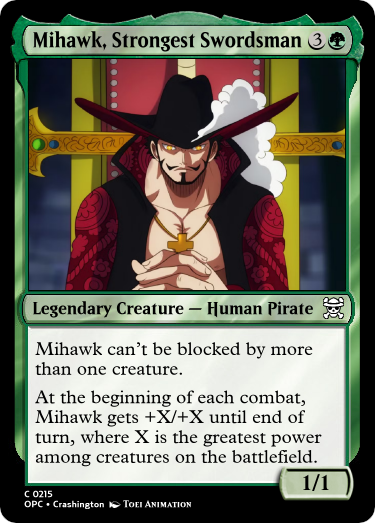 Mihawk, Strongest Swordsman 3
Legendary Creature — Human Pirate
Mihawk can't be blocked by more
than one creature.
At the beginning of each combat,
Mihawk gets +X/+X until end of
turn, where X is the greatest power
among creatures on the battlefield.
1/1
C 0215
OPC • Crashington Toei Animation